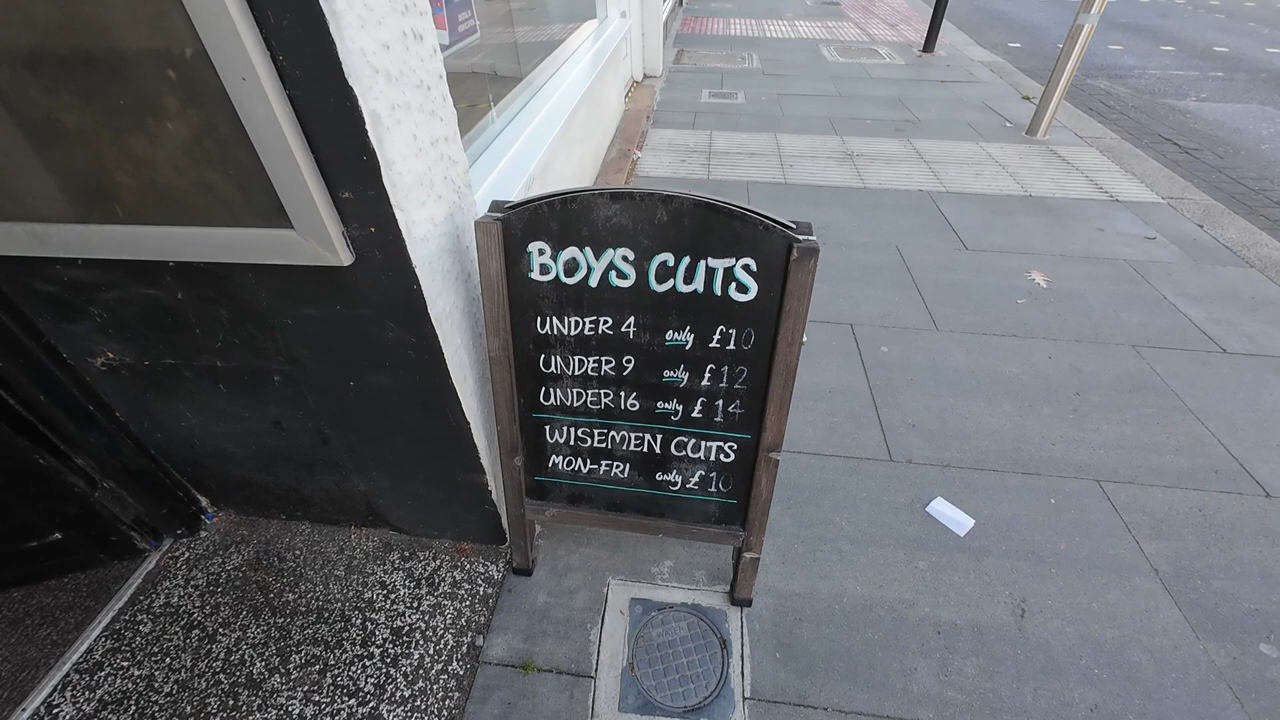 BOYS CUTS
UNDER 4 only £10
UNDER 9 only £12
UNDER 16 only £14
WISEMEN CUTS
MON-FRI only £10
WATER